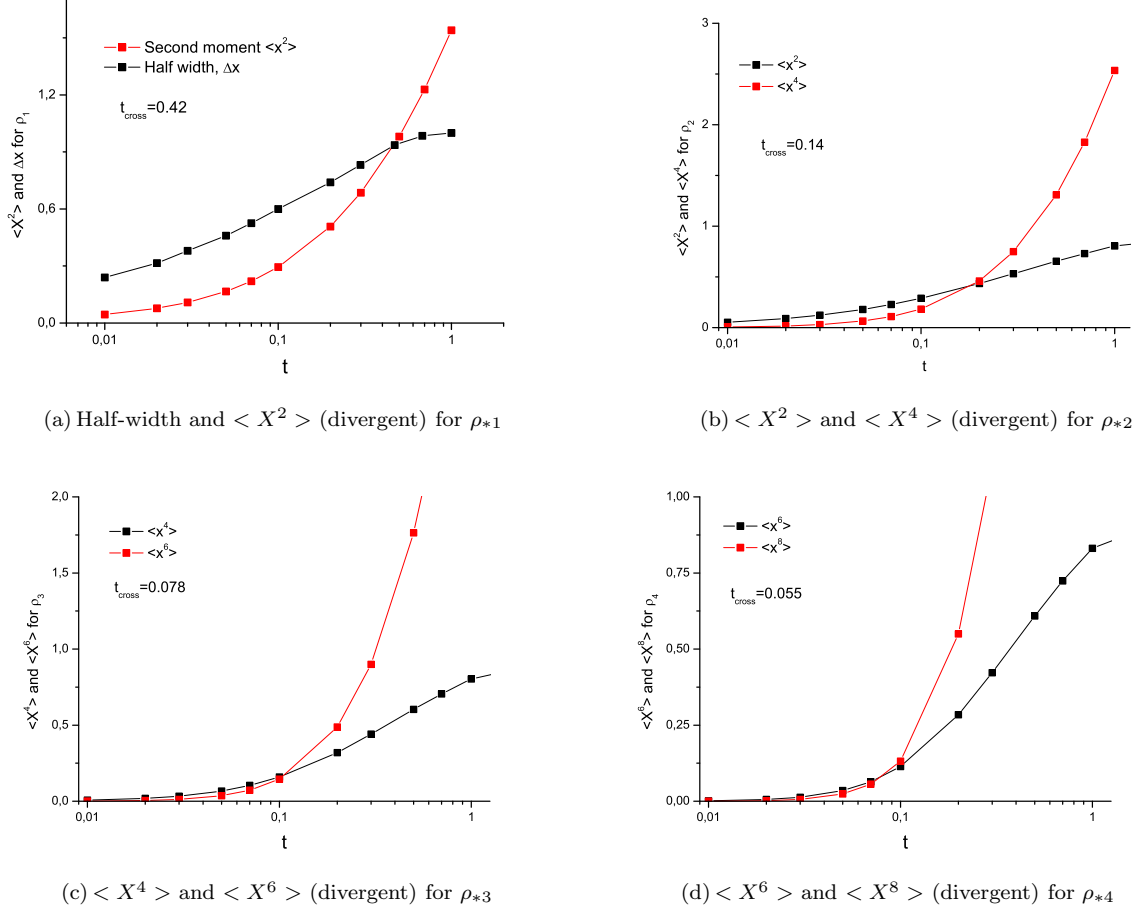 Second moment <x²>
Half width, Δx
t_cross=0.42
<X²> and Δx for ρ_1
1,2
0,6
0,0
0,01
0,1
1
t
(a) Half-width and < X² > (divergent) for ρ∗1
<x²>
<x⁴>
t_cross=0.14
<X²> and <X⁴> for ρ_2
3
2
1
0
0,01
0,1
1
t
(b) < X² > and < X⁴ > (divergent) for ρ∗2
<x⁴>
<x⁶>
t_cross=0.078
<X⁴> and <X⁶> for ρ_3
2,0
1,5
1,0
0,5
0,0
0,01
0,1
1
t
(c) < X⁴ > and < X⁶ > (divergent) for ρ∗3
<x⁶>
<x⁸>
t_cross=0.055
<X⁶> and <X⁸> for ρ_4
1,00
0,75
0,50
0,25
0,00
0,01
0,1
1
t
(d) < X⁶ > and < X⁸ > (divergent) for ρ∗4